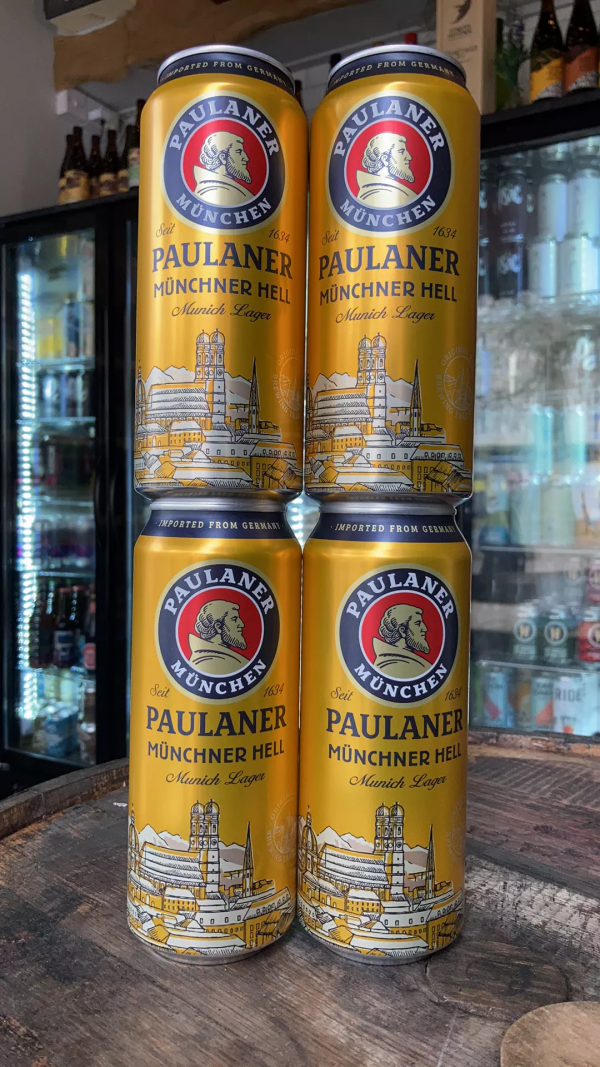 IMPORTED FROM GERMANY
PAULANER
MÜNCHEN
Seit 1634
PAULANER
MÜNCHNER HELL
Munich Lager
IMPORTED FROM GERMANY
PAULANER
MÜNCHEN
Seit 1634
PAULANER
MÜNCHNER HELL
Munich Lager
IMPORTED FROM GERMANY
PAULANER
MÜNCHEN
Seit 1634
PAULANER
MÜNCHNER HELL
Munich Lager
IMPORTED FROM GERMANY
PAULANER
MÜNCHEN
Seit 1634
PAULANER
MÜNCHNER HELL
Munich Lager
RIDE